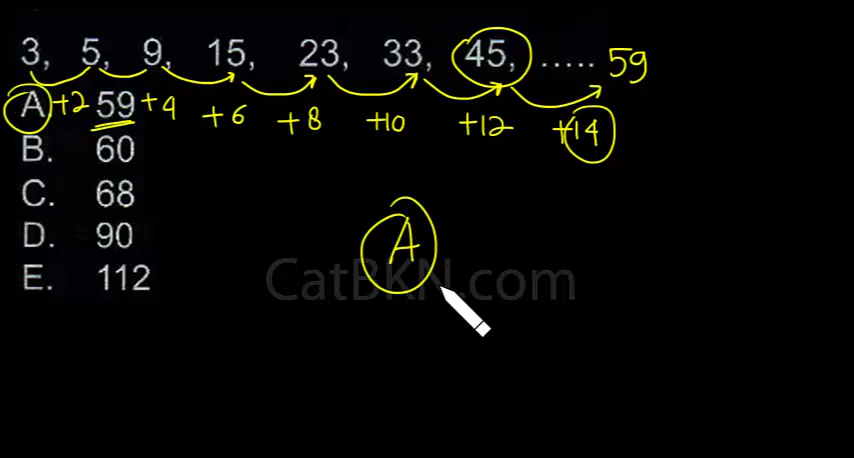 3, 5, 9, 15, 23, 33, 45, ..... 59
A. 59 +2 +4 +6 +8 +10 +12 +14
B. 60
C. 68
D. 90
E. 112
A
CatBKN.com